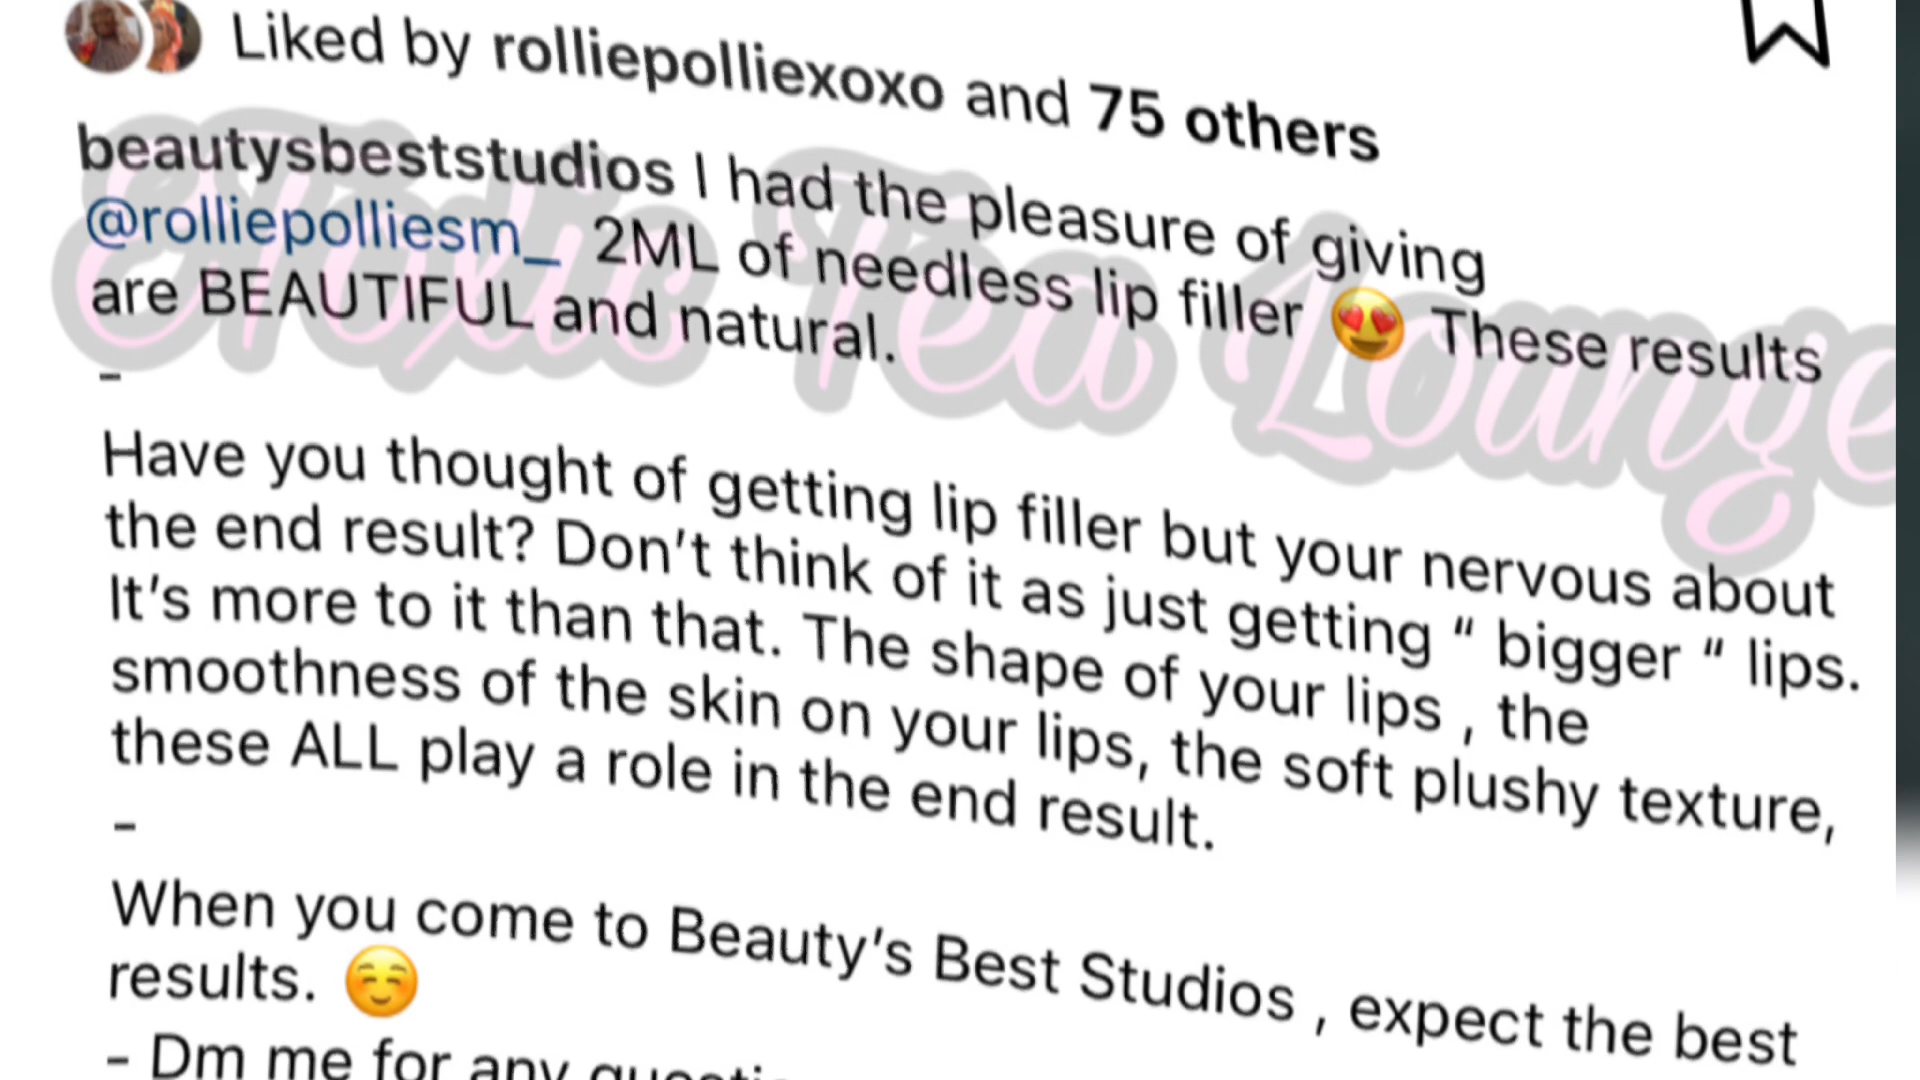 Liked by rolliepolliexoxo and 75 others
beautysbeststudios I had the pleasure of giving
@rolliepolliesm_ 2ML of needless lip filler 😍 These results
are BEAUTIFUL and natural.
-
Have you thought of getting lip filler but your nervous about
the end result? Don't think of it as just getting “ bigger “ lips.
It's more to it than that. The shape of your lips , the
smoothness of the skin on your lips, the soft plushy texture,
these ALL play a role in the end result.
-
When you come to Beauty's Best Studios , expect the best
results. ☺️
- Dm me for any
Toxic Tea Lounge